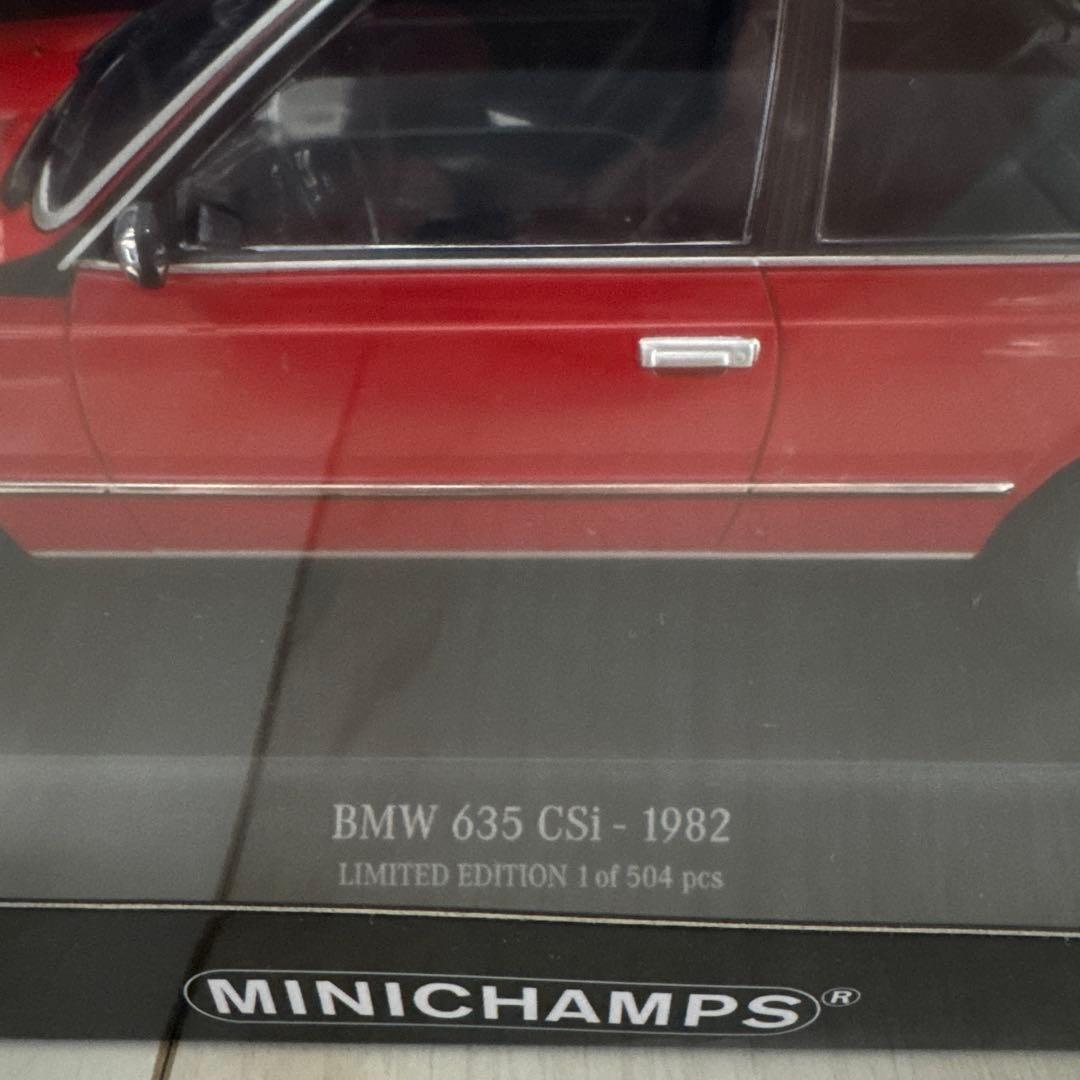 BMW 635 CSi - 1982
LIMITED EDITION 1 of 504 pcs
MINICHAMPS®